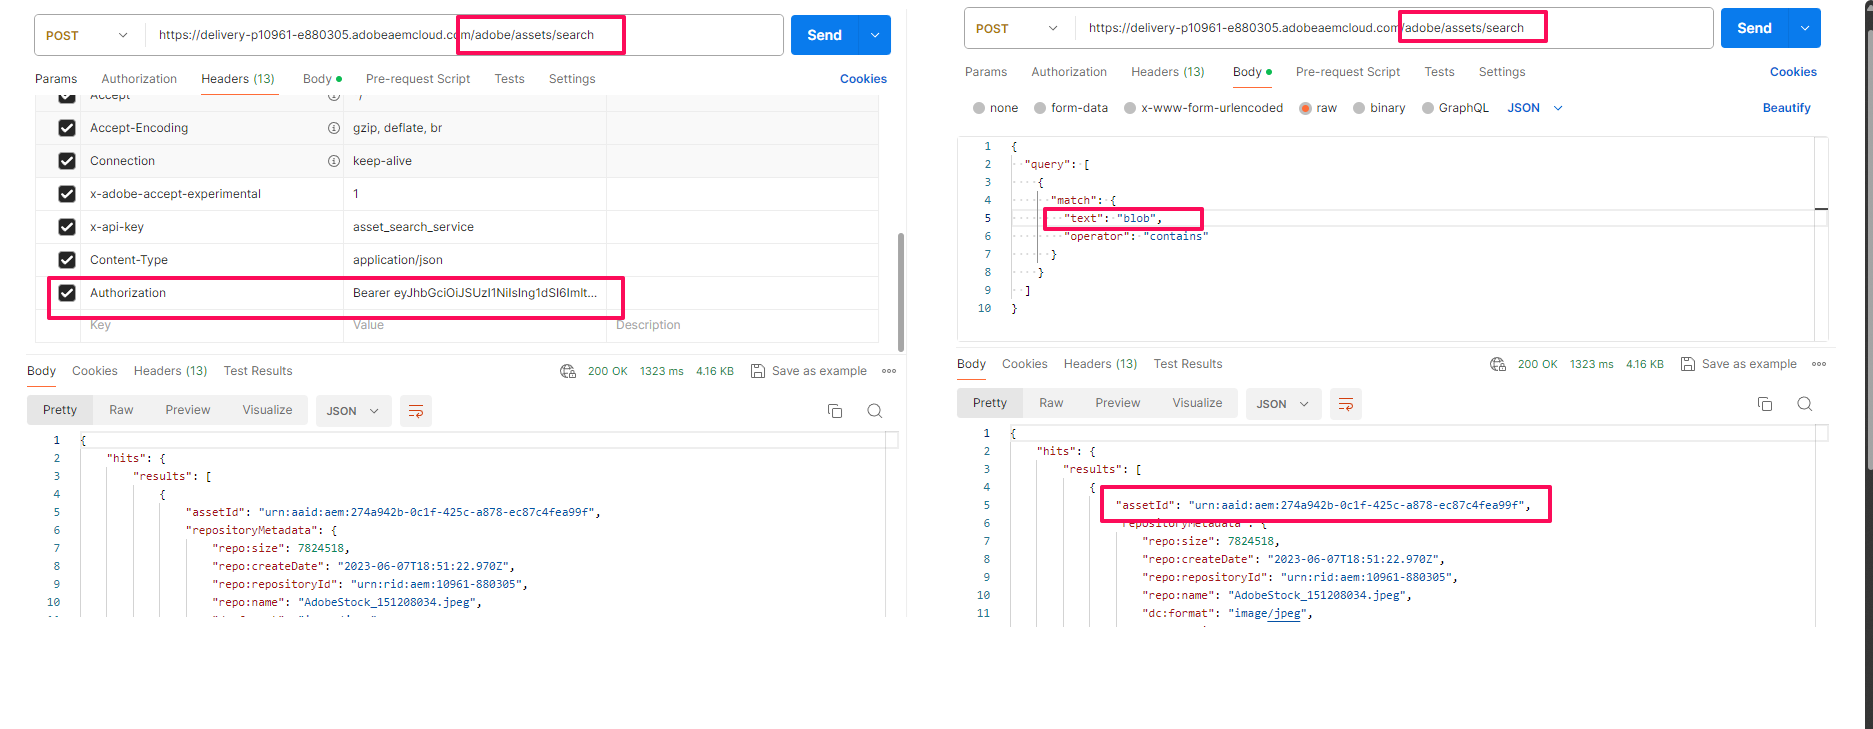 POST
https://delivery-p10961-e880305.adobeaemcloud.com/adobe/assets/search
Send
Params Authorization Headers (13) Body Pre-request Script Tests Settings Cookies
Accept
Accept-Encoding gzip, deflate, br
Connection keep-alive
x-adobe-accept-experimental 1
x-api-key asset_search_service
Content-Type application/json
Authorization Bearer eyJhbGciOiJSUzI1NiIsIng1dSI6Imlt...
Key Value Description
Body Cookies Headers (13) Test Results 200 OK 1323 ms 4.16 KB Save as example
Pretty Raw Preview Visualize JSON
1 {
2 "hits": {
3 "results": [
4 {
5 "assetId": "urn:aaid:aem:274a942b-0c1f-425c-a878-ec87c4fea99f",
6 "repositoryMetadata": {
7 "repo:size": 7824518,
8 "repo:createDate": "2023-06-07T18:51:22.970Z",
9 "repo:repositoryId": "urn:rid:aem:10961-880305",
10 "repo:name": "AdobeStock_151208034.jpeg",
POST
https://delivery-p10961-e880305.adobeaemcloud.com/adobe/assets/search
Send
Params Authorization Headers (13) Body Pre-request Script Tests Settings Cookies
none form-data x-www-form-urlencoded raw binary GraphQL JSON Beautify
1 {
2 "query": [
3 {
4 "match": {
5 "text": "blob",
6 "operator": "contains"
7 }
8 }
9 ]
10 }
Body Cookies Headers (13) Test Results 200 OK 1323 ms 4.16 KB Save as example
Pretty Raw Preview Visualize JSON
1 {
2 "hits": {
3 "results": [
4 {
5 "assetId": "urn:aaid:aem:274a942b-0c1f-425c-a878-ec87c4fea99f",
6 "repositoryMetadata": {
7 "repo:size": 7824518,
8 "repo:createDate": "2023-06-07T18:51:22.970Z",
9 "repo:repositoryId": "urn:rid:aem:10961-880305",
10 "repo:name": "AdobeStock_151208034.jpeg",
11 "dc:format": "image/jpeg",